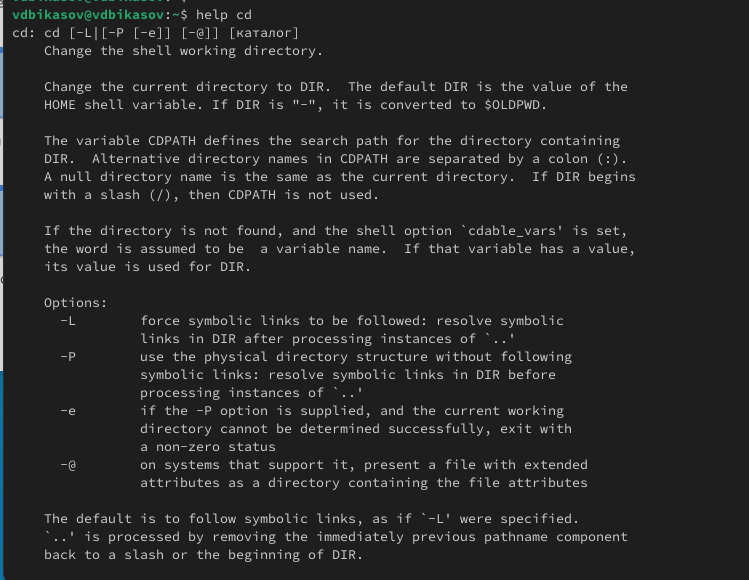 vdbikasov@vdbikasov:~$ help cd
cd: cd [-L|[-P [-e]] [-@]] [каталог]
    Change the shell working directory.

    Change the current directory to DIR.  The default DIR is the value of the
    HOME shell variable. If DIR is "-", it is converted to $OLDPWD.

    The variable CDPATH defines the search path for the directory containing
    DIR.  Alternative directory names in CDPATH are separated by a colon (:).
    A null directory name is the same as the current directory.  If DIR begins
    with a slash (/), then CDPATH is not used.

    If the directory is not found, and the shell option `cdable_vars' is set,
    the word is assumed to be  a variable name.  If that variable has a value,
    its value is used for DIR.

    Options:
      -L        force symbolic links to be followed: resolve symbolic
                links in DIR after processing instances of `..'
      -P        use the physical directory structure without following
                symbolic links: resolve symbolic links in DIR before
                processing instances of `..'
      -e        if the -P option is supplied, and the current working
                directory cannot be determined successfully, exit with
                a non-zero status
      -@        on systems that support it, present a file with extended
                attributes as a directory containing the file attributes

    The default is to follow symbolic links, as if `-L' were specified.
    `..' is processed by removing the immediately previous pathname component
    back to a slash or the beginning of DIR.